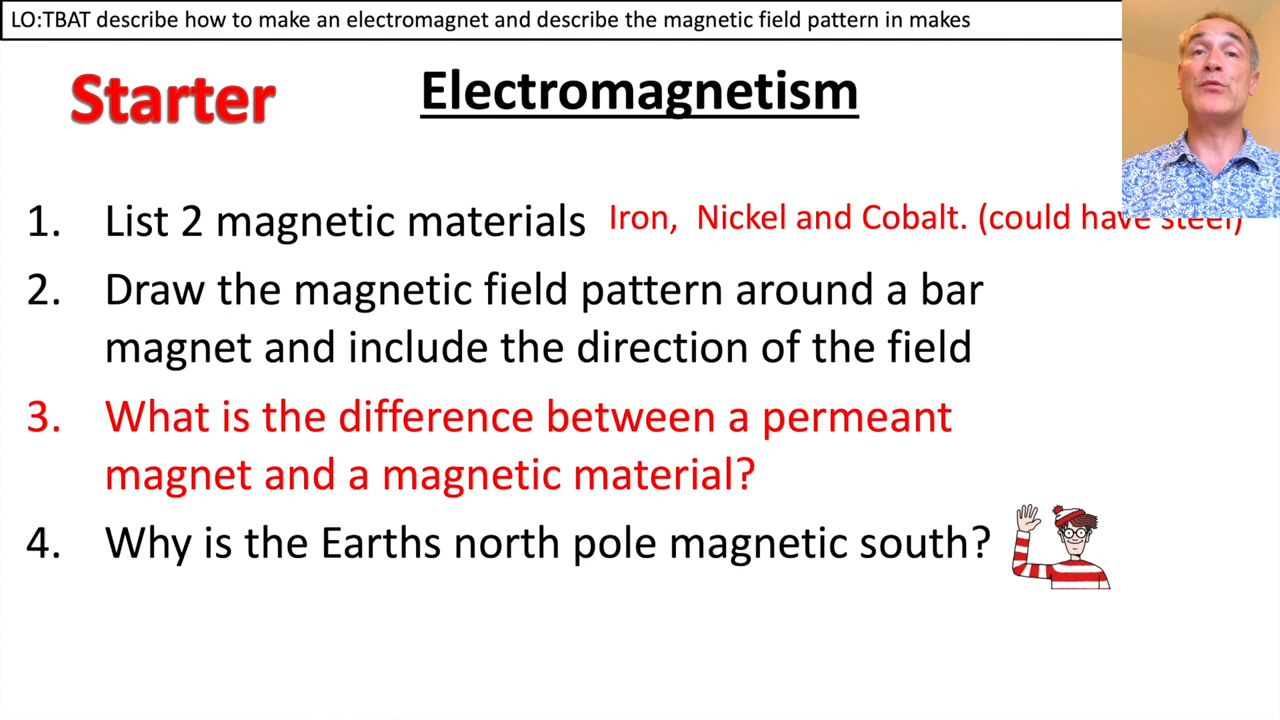 LO:TBAT describe how to make an electromagnet and describe the magnetic field pattern in makes
Starter
Electromagnetism
1. List 2 magnetic materials Iron, Nickel and Cobalt. (could have steel)
2. Draw the magnetic field pattern around a bar
magnet and include the direction of the field
3. What is the difference between a permeant
magnet and a magnetic material?
4. Why is the Earths north pole magnetic south?